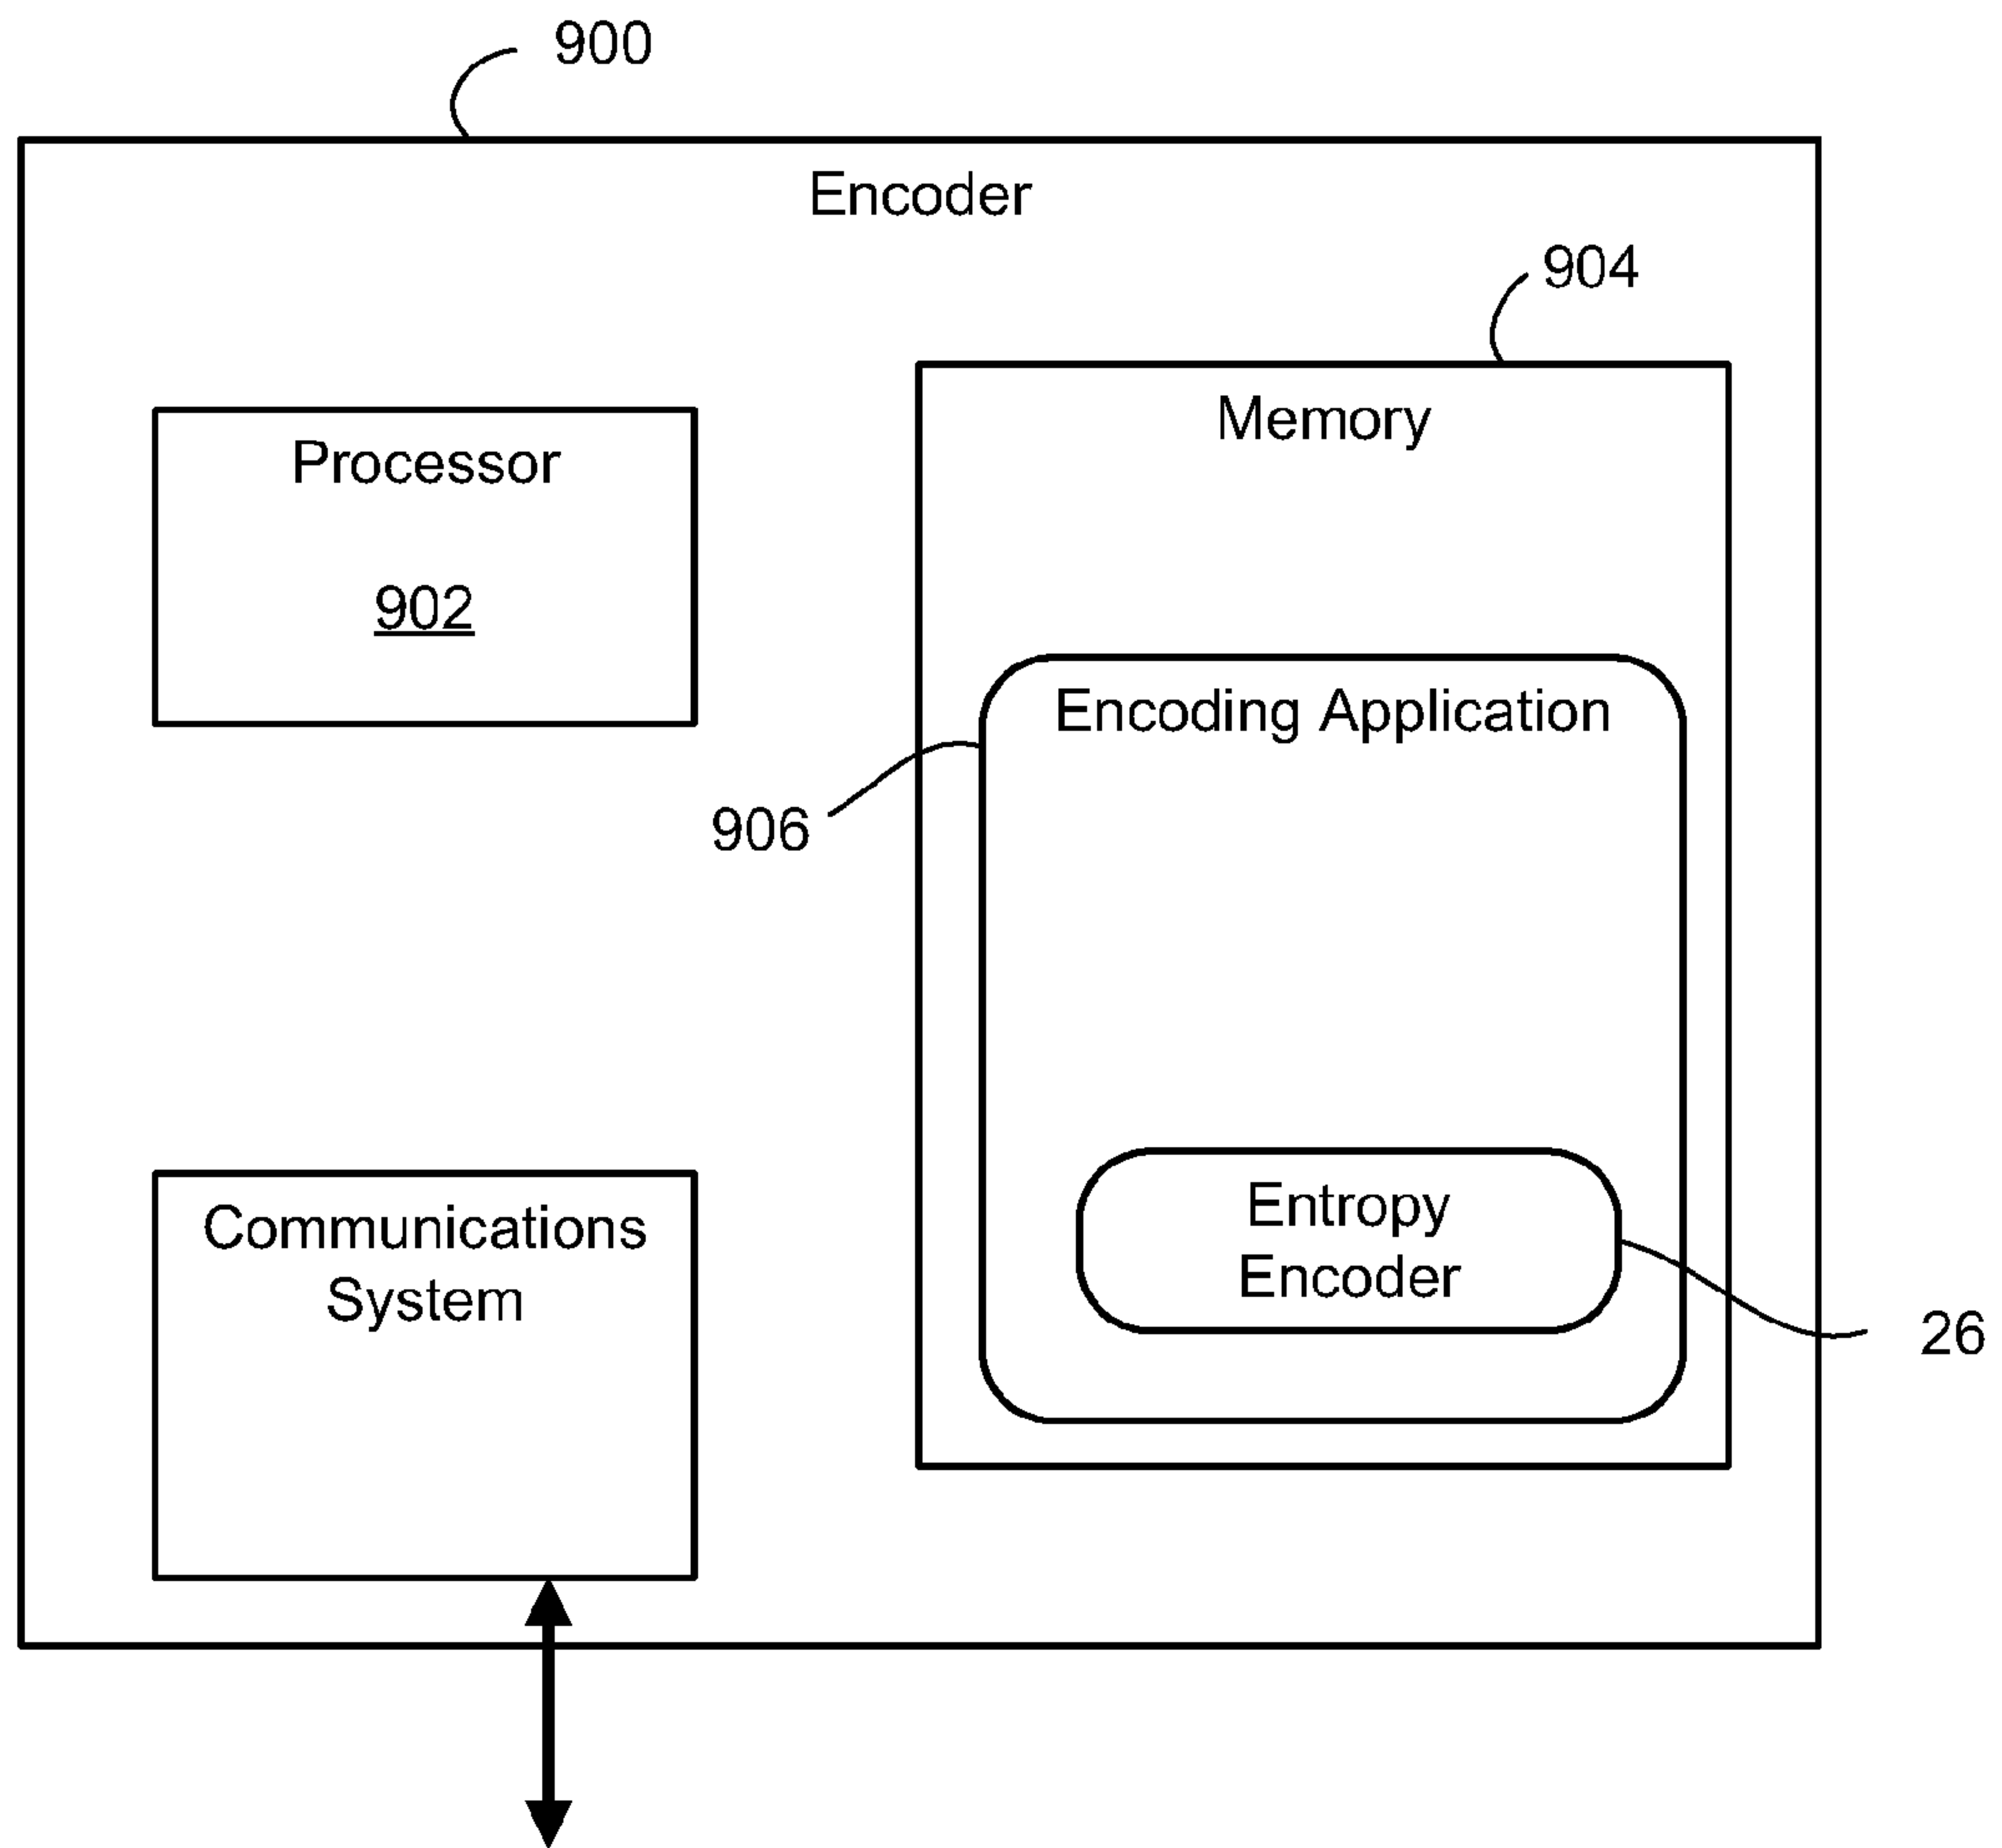 900
Encoder
904
Memory
Processor
902
Encoding Application
906
Communications
System
Entropy
Encoder
26